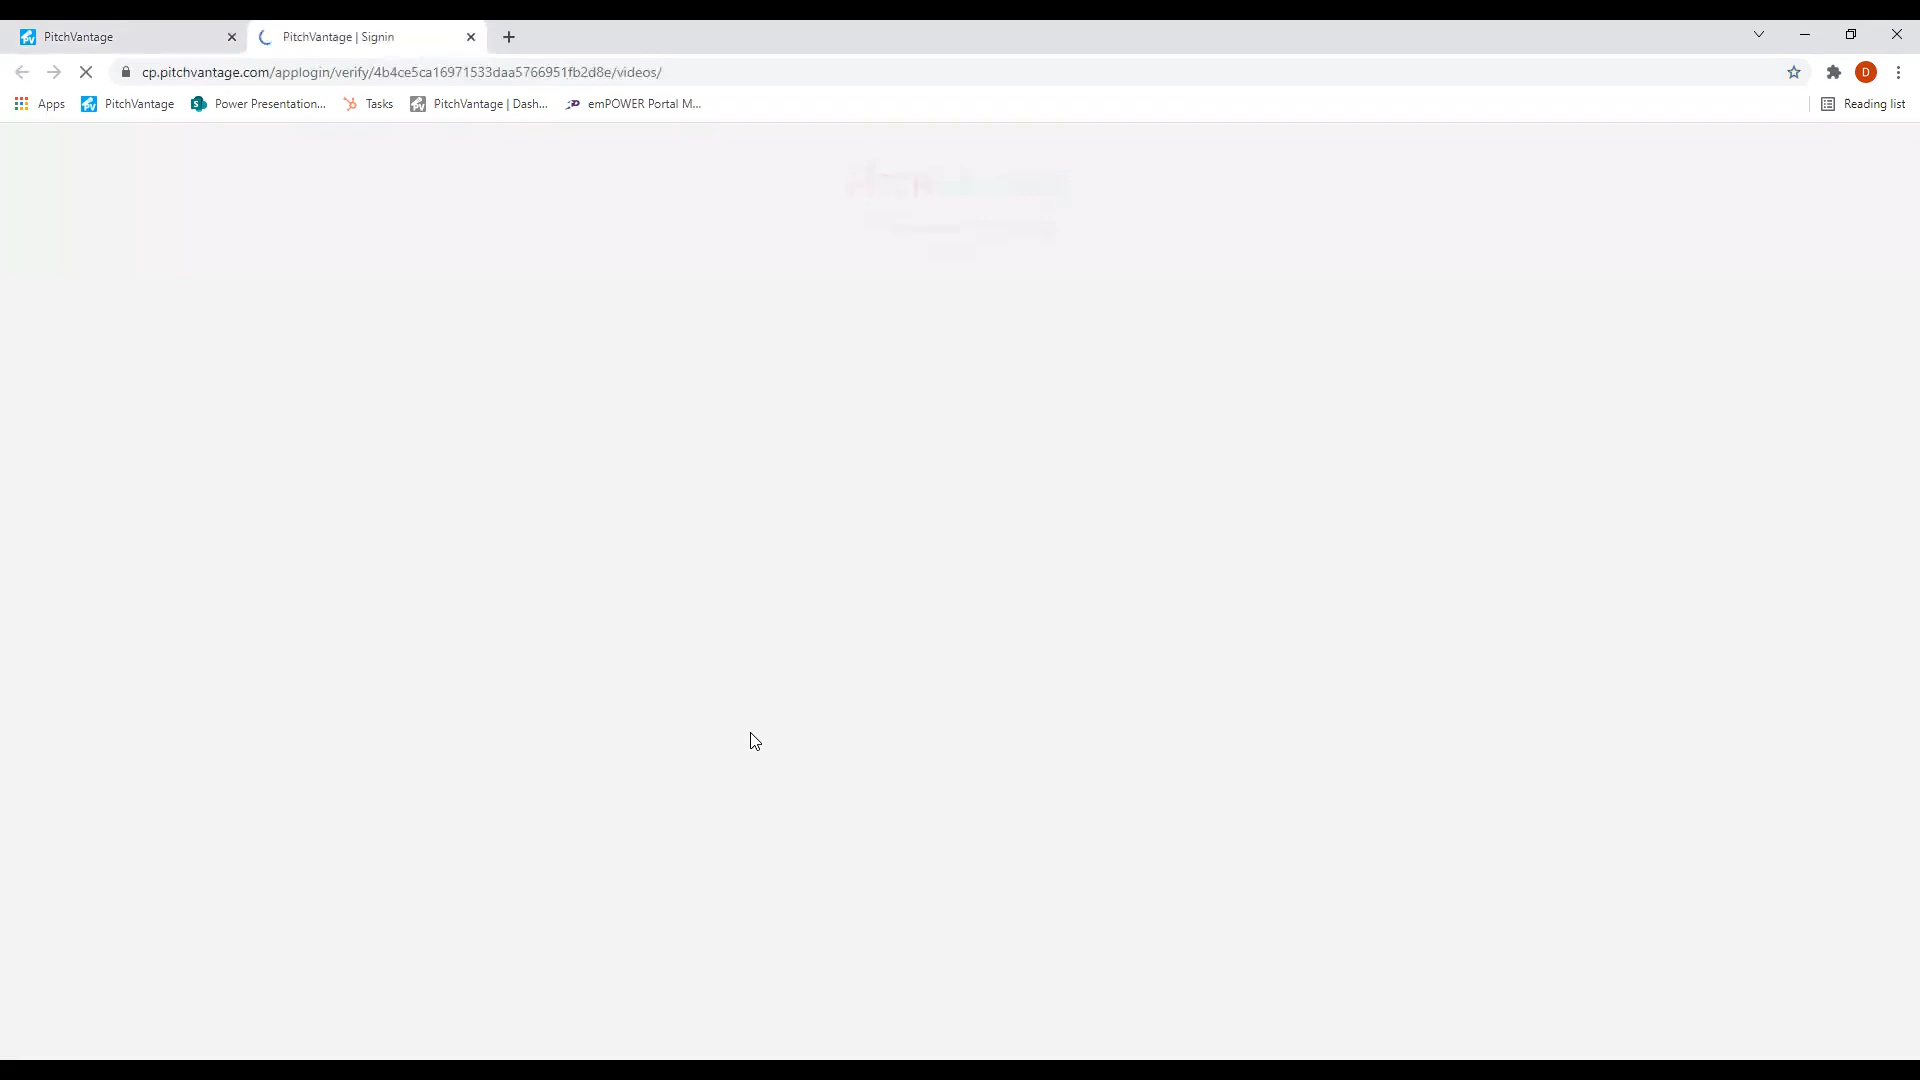 PitchVantage
PitchVantage | Signin
cp.pitchvantage.com/applogin/verify/4b4ce5ca16971533daa5766951fb2d8e/videos/
D
Apps
PitchVantage
Power Presentation...
Tasks
PitchVantage | Dash...
emPOWER Portal M...
Reading list